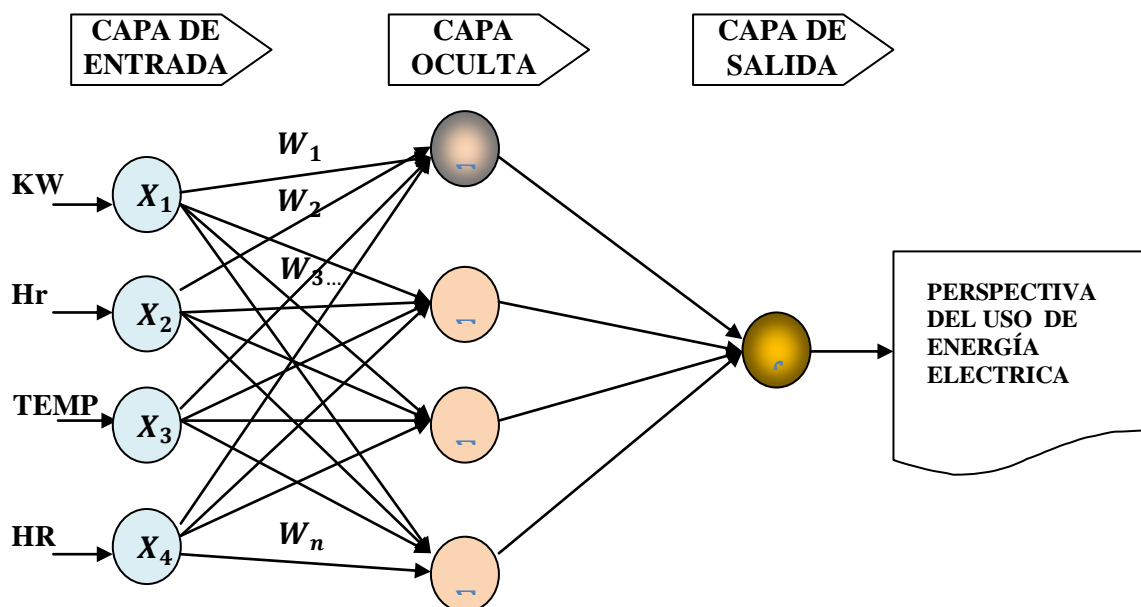 CAPA DE
ENTRADA
CAPA
OCULTA
CAPA DE
SALIDA
KW
Hr
TEMP
HR
X₁
X₂
X₃
X₄
W₁
W₂
W₃...
Wₙ
PERSPECTIVA
DEL USO DE
ENERGÍA
ELECTRICA